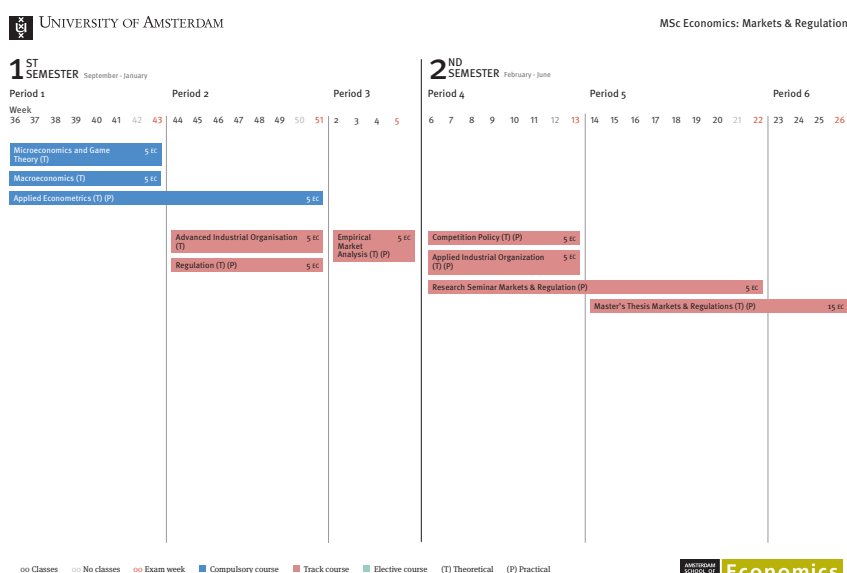 UNIVERSITY OF AMSTERDAM
MSc Economics: Markets & Regulation
1ST SEMESTER September - January
2ND SEMESTER February - June
Period 1 Period 2 Period 3 Period 4 Period 5 Period 6
Week
36 37 38 39 40 41 42 43 44 45 46 47 48 49 50 51 2 3 4 5 6 7 8 9 10 11 12 13 14 15 16 17 18 19 20 21 22 23 24 25 26
Microeconomics and Game 5 EC
Theory (T)
Macroeconomics (T) 5 EC
Applied Econometrics (T) (P) 5 EC
Advanced Industrial Organisation 5 EC
(T)
Regulation (T) (P) 5 EC
Empirical 5 EC
Market
Analysis (T) (P)
Competition Policy (T) (P) 5 EC
Applied Industrial Organization 5 EC
(T) (P)
Research Seminar Markets & Regulation (P) 5 EC
Master's Thesis Markets & Regulations (T) (P) 15 EC
00 Classes 00 No classes 00 Exam week Compulsory course Track course Elective course (T) Theoretical (P) Practical
AMSTERDAM
SCHOOL OF
Economics